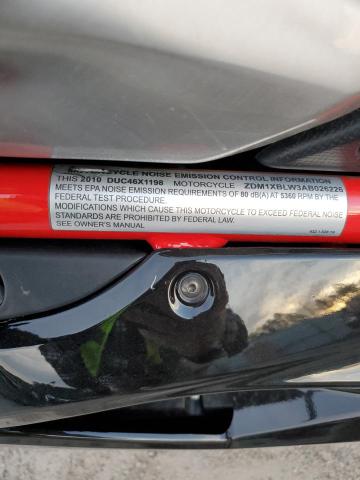 CYCLE NOISE EMISSION CONTROL INFORMATION
THIS 2010 DUC46X1198 MOTORCYCLE ZDM1XBLW3AB026226
MEETS EPA NOISE EMISSION REQUIREMENTS OF 80 dB(A) AT 5360 RPM BY THE
FEDERAL TEST PROCEDURE.
MODIFICATIONS WHICH CAUSE THIS MOTORCYCLE TO EXCEED FEDERAL NOISE
STANDARDS ARE PROHIBITED BY FEDERAL LAW.
SEE OWNER'S MANUAL